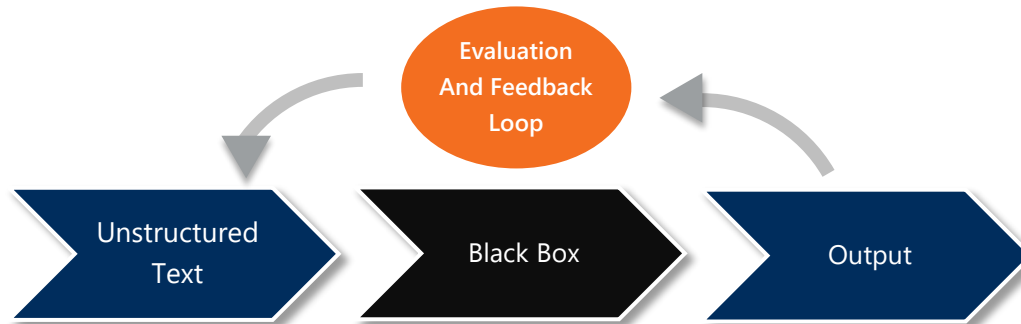 Evaluation
And Feedback
Loop
Unstructured
Text
Black Box
Output